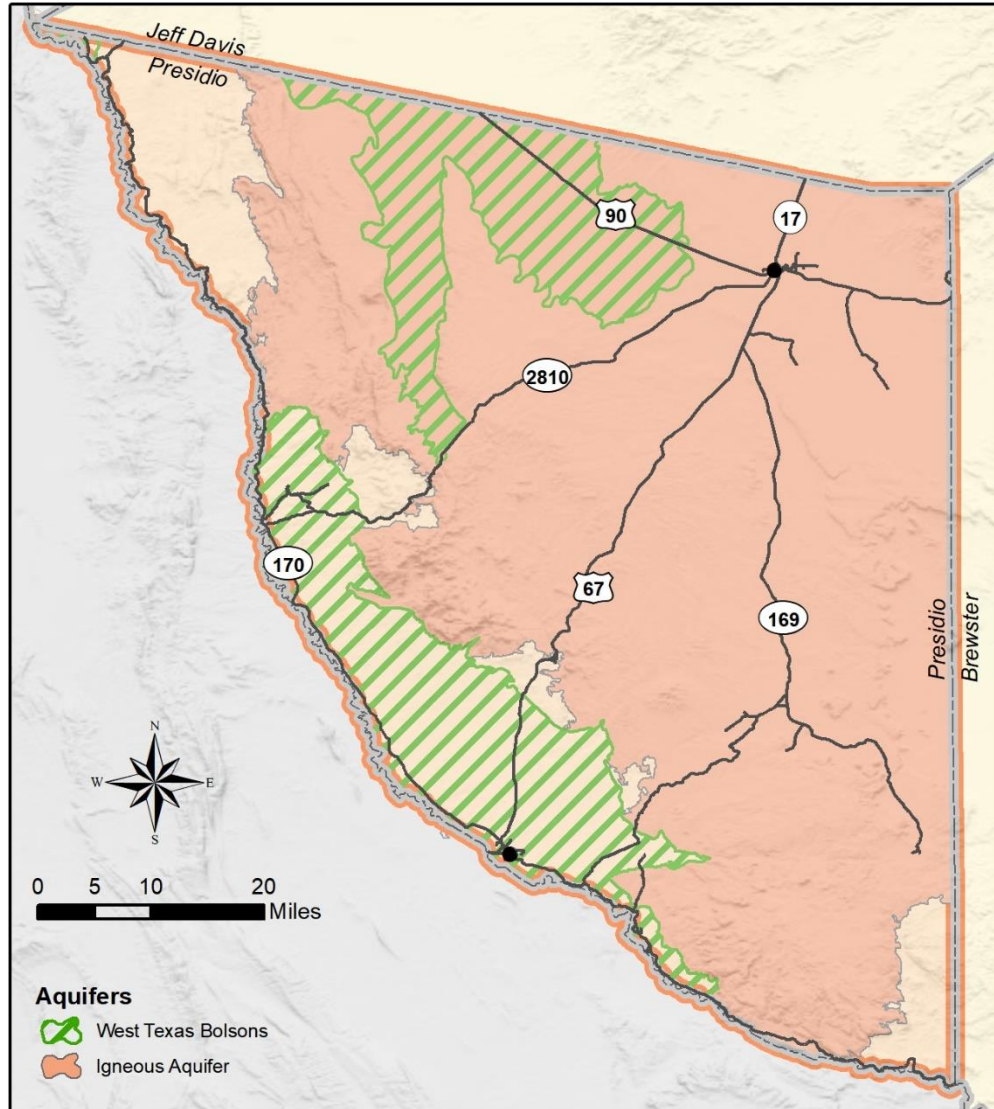 Jeff Davis
Presidio
90
17
2810
170
67
169
Presidio
Brewster
N
W E
S
0 5 10 20
Miles
Aquifers
West Texas Bolsons
Igneous Aquifer